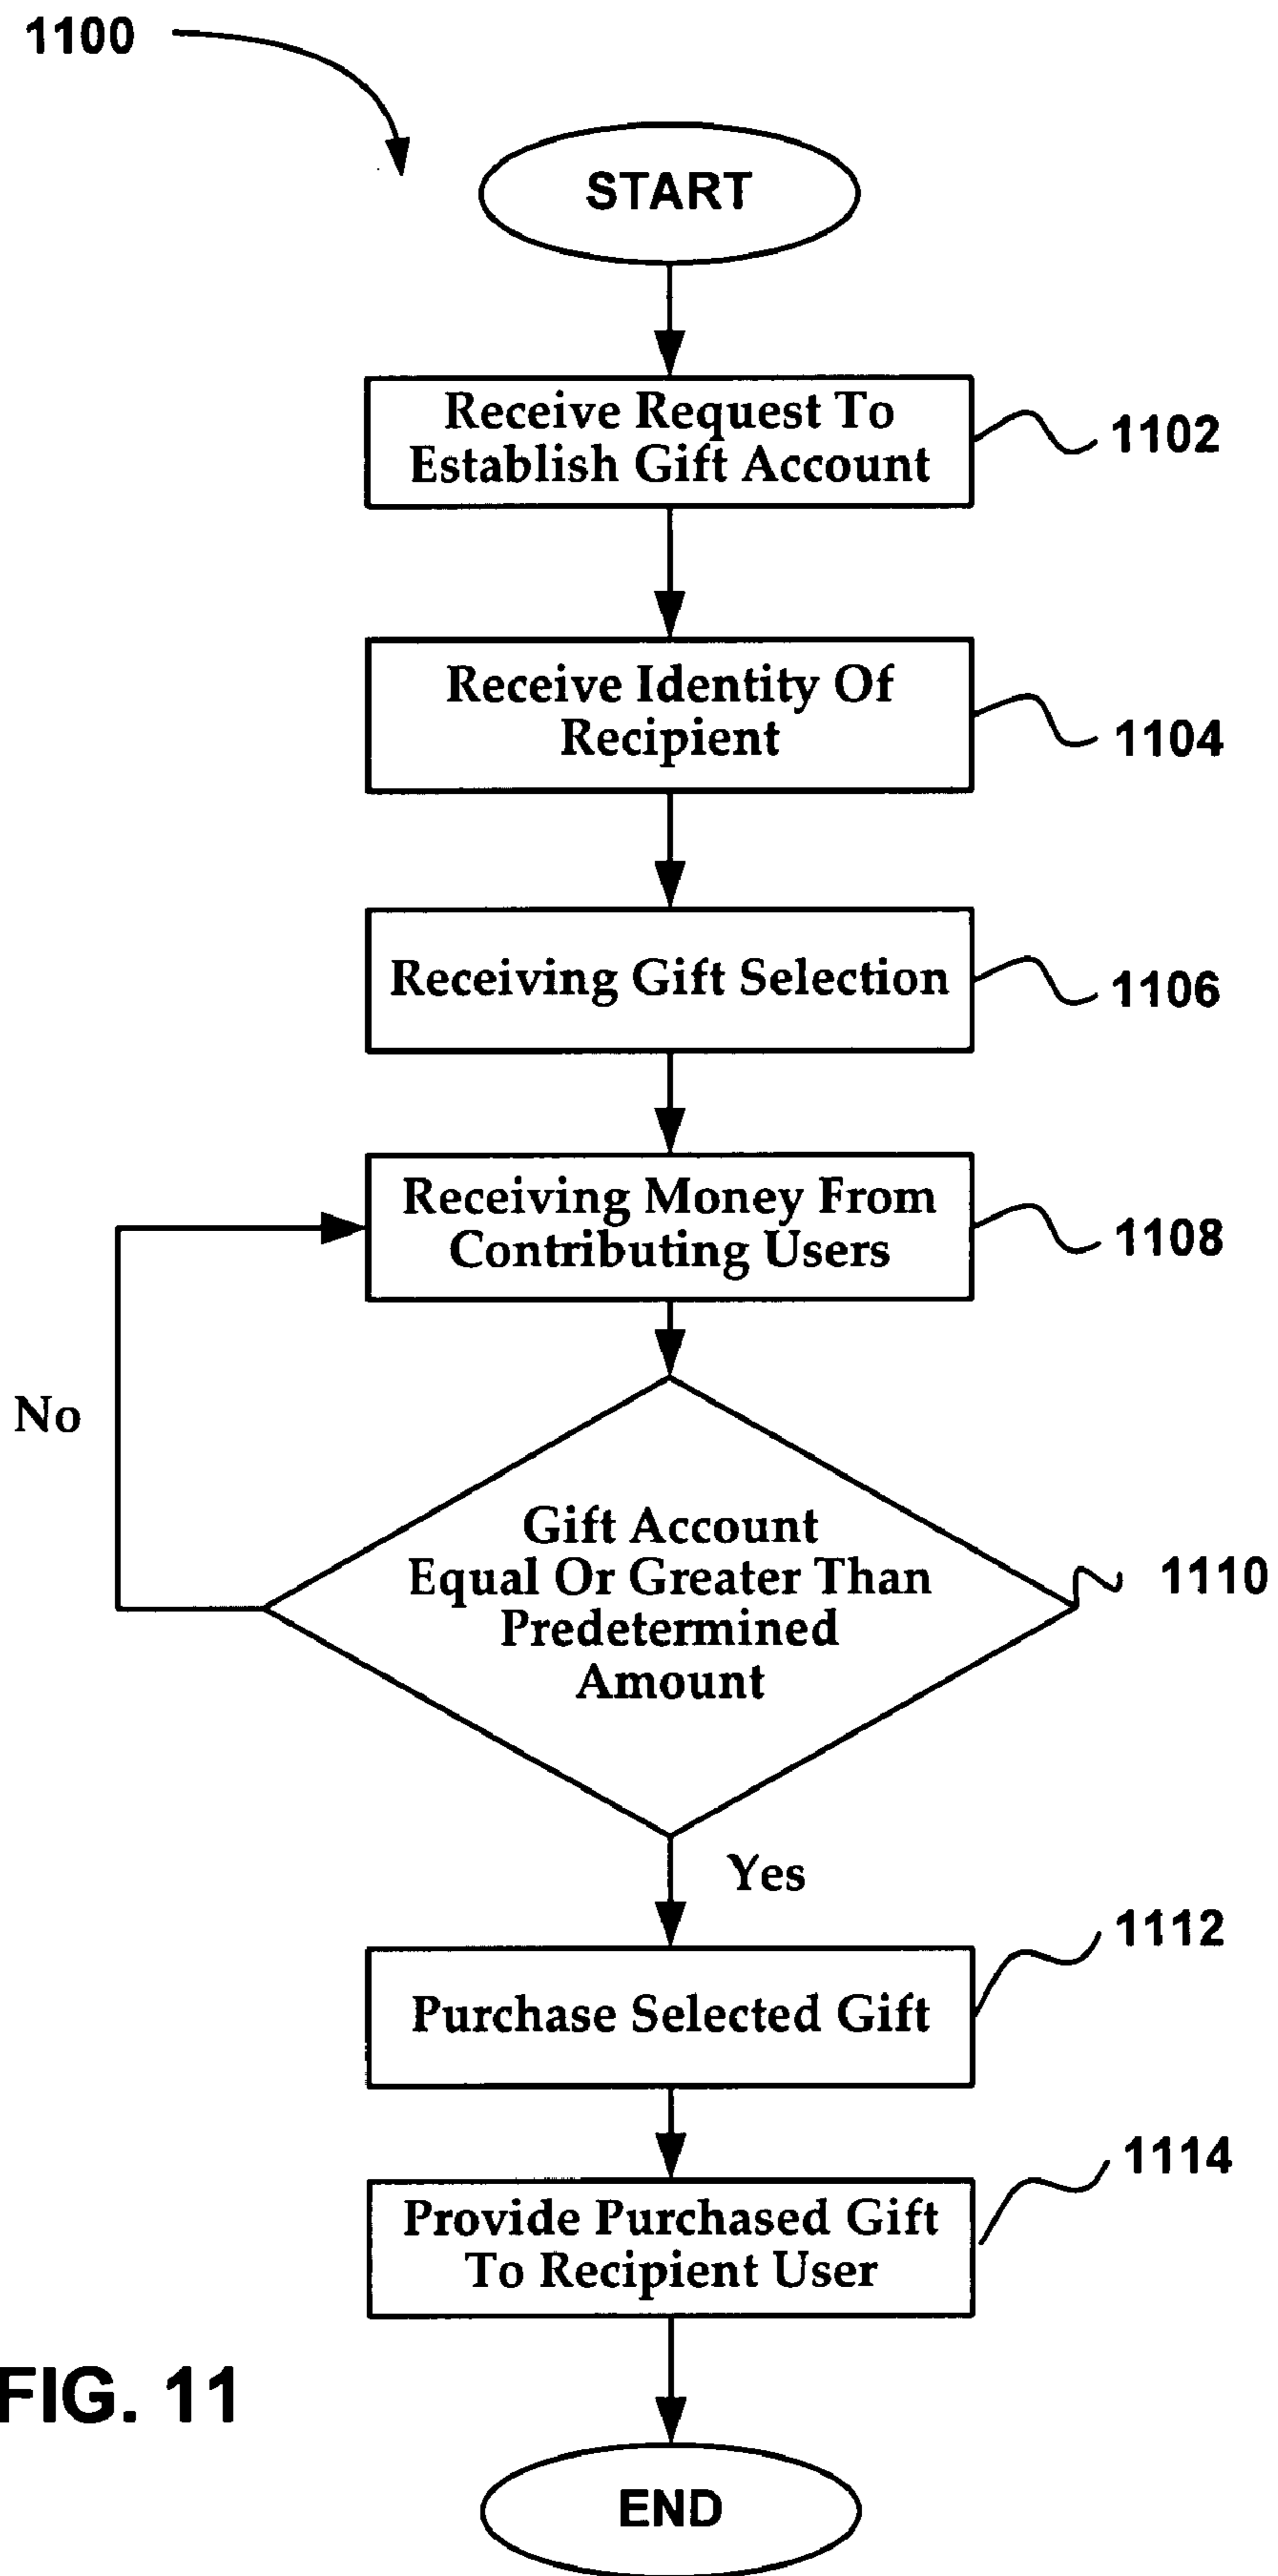 1100
START
Receive Request To
Establish Gift Account
1102
Receive Identity Of
Recipient
1104
Receiving Gift Selection
1106
Receiving Money From
Contributing Users
1108
No
Gift Account
Equal Or Greater Than
Predetermined
Amount
1110
Yes
1112
Purchase Selected Gift
1114
Provide Purchased Gift
To Recipient User
FIG. 11
END